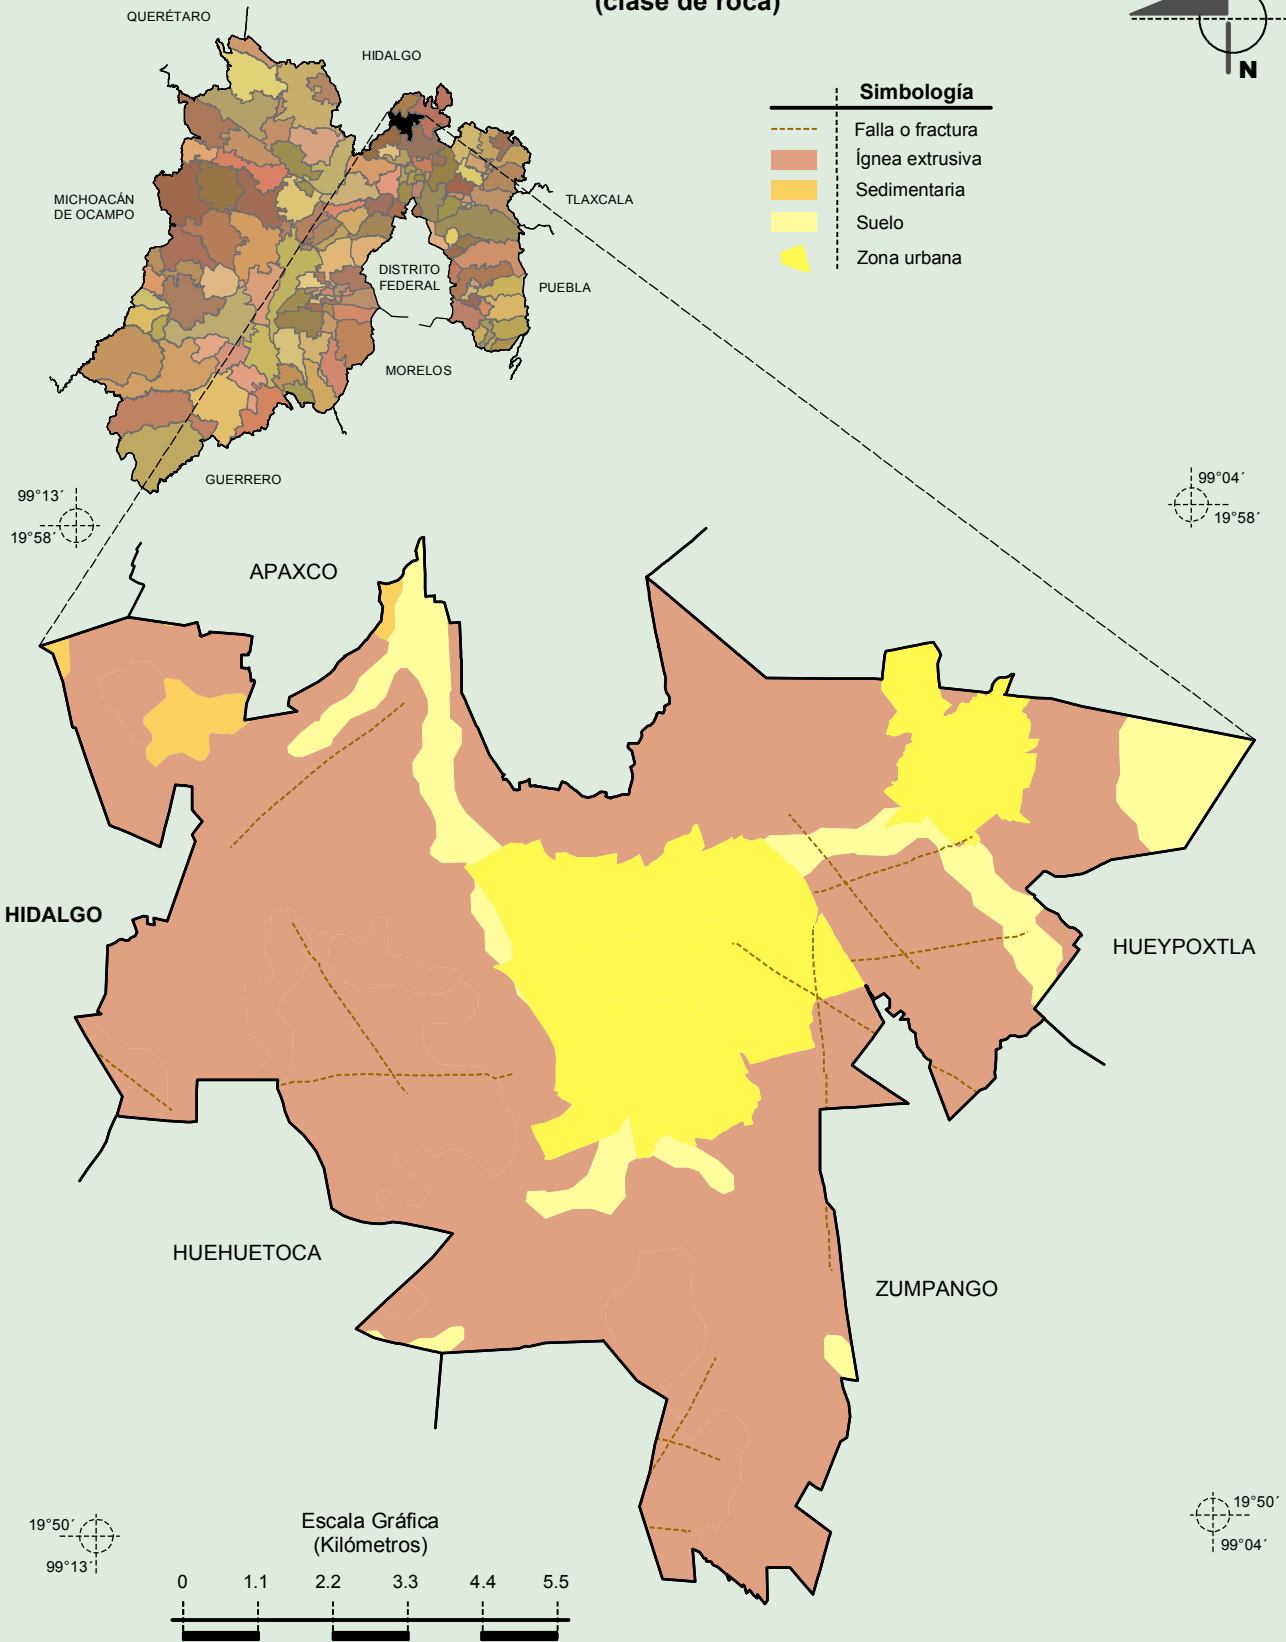 (clase de roca)
QUERÉTARO
HIDALGO
N
Simbología
Falla o fractura
Ígnea extrusiva
Sedimentaria
Suelo
Zona urbana
MICHOACÁN
DE OCAMPO
TLAXCALA
DISTRITO
FEDERAL
PUEBLA
MORELOS
GUERRERO
99°13´
19°58´
99°04´
19°58´
APAXCO
HIDALGO
HUEYPOXTLA
HUEHUETOCA
ZUMPANGO
19°50´
99°13´
19°50´
99°04´
Escala Gráfica
(Kilómetros)
0 1.1 2.2 3.3 4.4 5.5